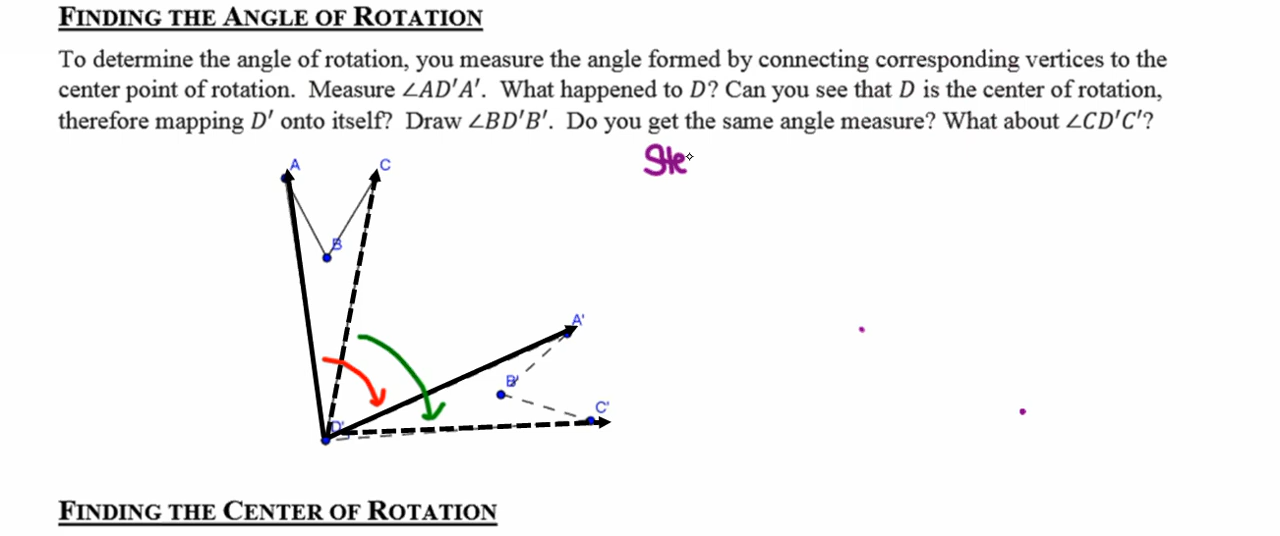 FINDING THE ANGLE OF ROTATION
To determine the angle of rotation, you measure the angle formed by connecting corresponding vertices to the
center point of rotation. Measure ∠AD′A′. What happened to D? Can you see that D is the center of rotation,
therefore mapping D′ onto itself? Draw ∠BD′B′. Do you get the same angle measure? What about ∠CD′C′?
Ste
A
C
B
A'
B'
C'
D'
FINDING THE CENTER OF ROTATION